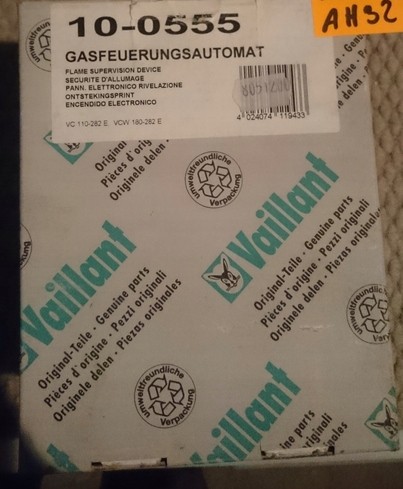 10-0555
GASFEUERUNGSAUTOMAT
FLAME SUPERVISION DEVICE
SECURITE D'ALLUMAGE
PANN. ELETTRONICO RIVELAZIONE
ONTSTEKINGSPRINT
ENCENDIDO ELECTRONICO
VC 110-282 E VCW 180-282 E
4 024074 119433
AH32
umweltfreundliche
Verpackung
Vaillant
Original-Teile · Genuine parts
Pièces d'origine · Pezzi originali
Originele delen · Piezas originales
Vaillant
Original-Teile · Genuine parts
Pièces d'origine · Pezzi originali
Originele delen · Piezas
umweltfreundliche
Verpackung
Vaillant